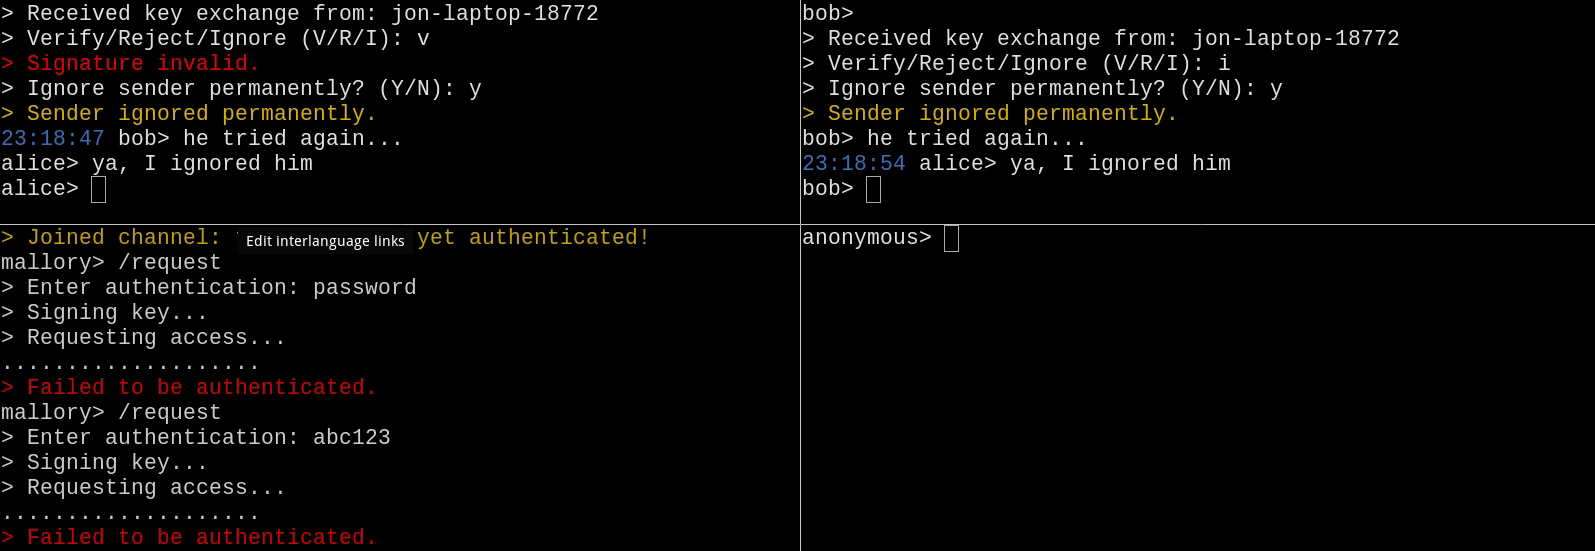 > Received key exchange from: jon-laptop-18772
> Verify/Reject/Ignore (V/R/I): v
> Signature invalid.
> Ignore sender permanently? (Y/N): y
> Sender ignored permanently.
23:18:47 bob> he tried again...
alice> ya, I ignored him
alice>
bob>
> Received key exchange from: jon-laptop-18772
> Verify/Reject/Ignore (V/R/I): i
> Ignore sender permanently? (Y/N): y
> Sender ignored permanently.
bob> he tried again...
23:18:54 alice> ya, I ignored him
bob>
> Joined channel: yet authenticated!
Edit interlanguage links
mallory> /request
> Enter authentication: password
> Signing key...
> Requesting access...
....................
> Failed to be authenticated.
mallory> /request
> Enter authentication: abc123
> Signing key...
> Requesting access...
....................
> Failed to be authenticated.
anonymous>